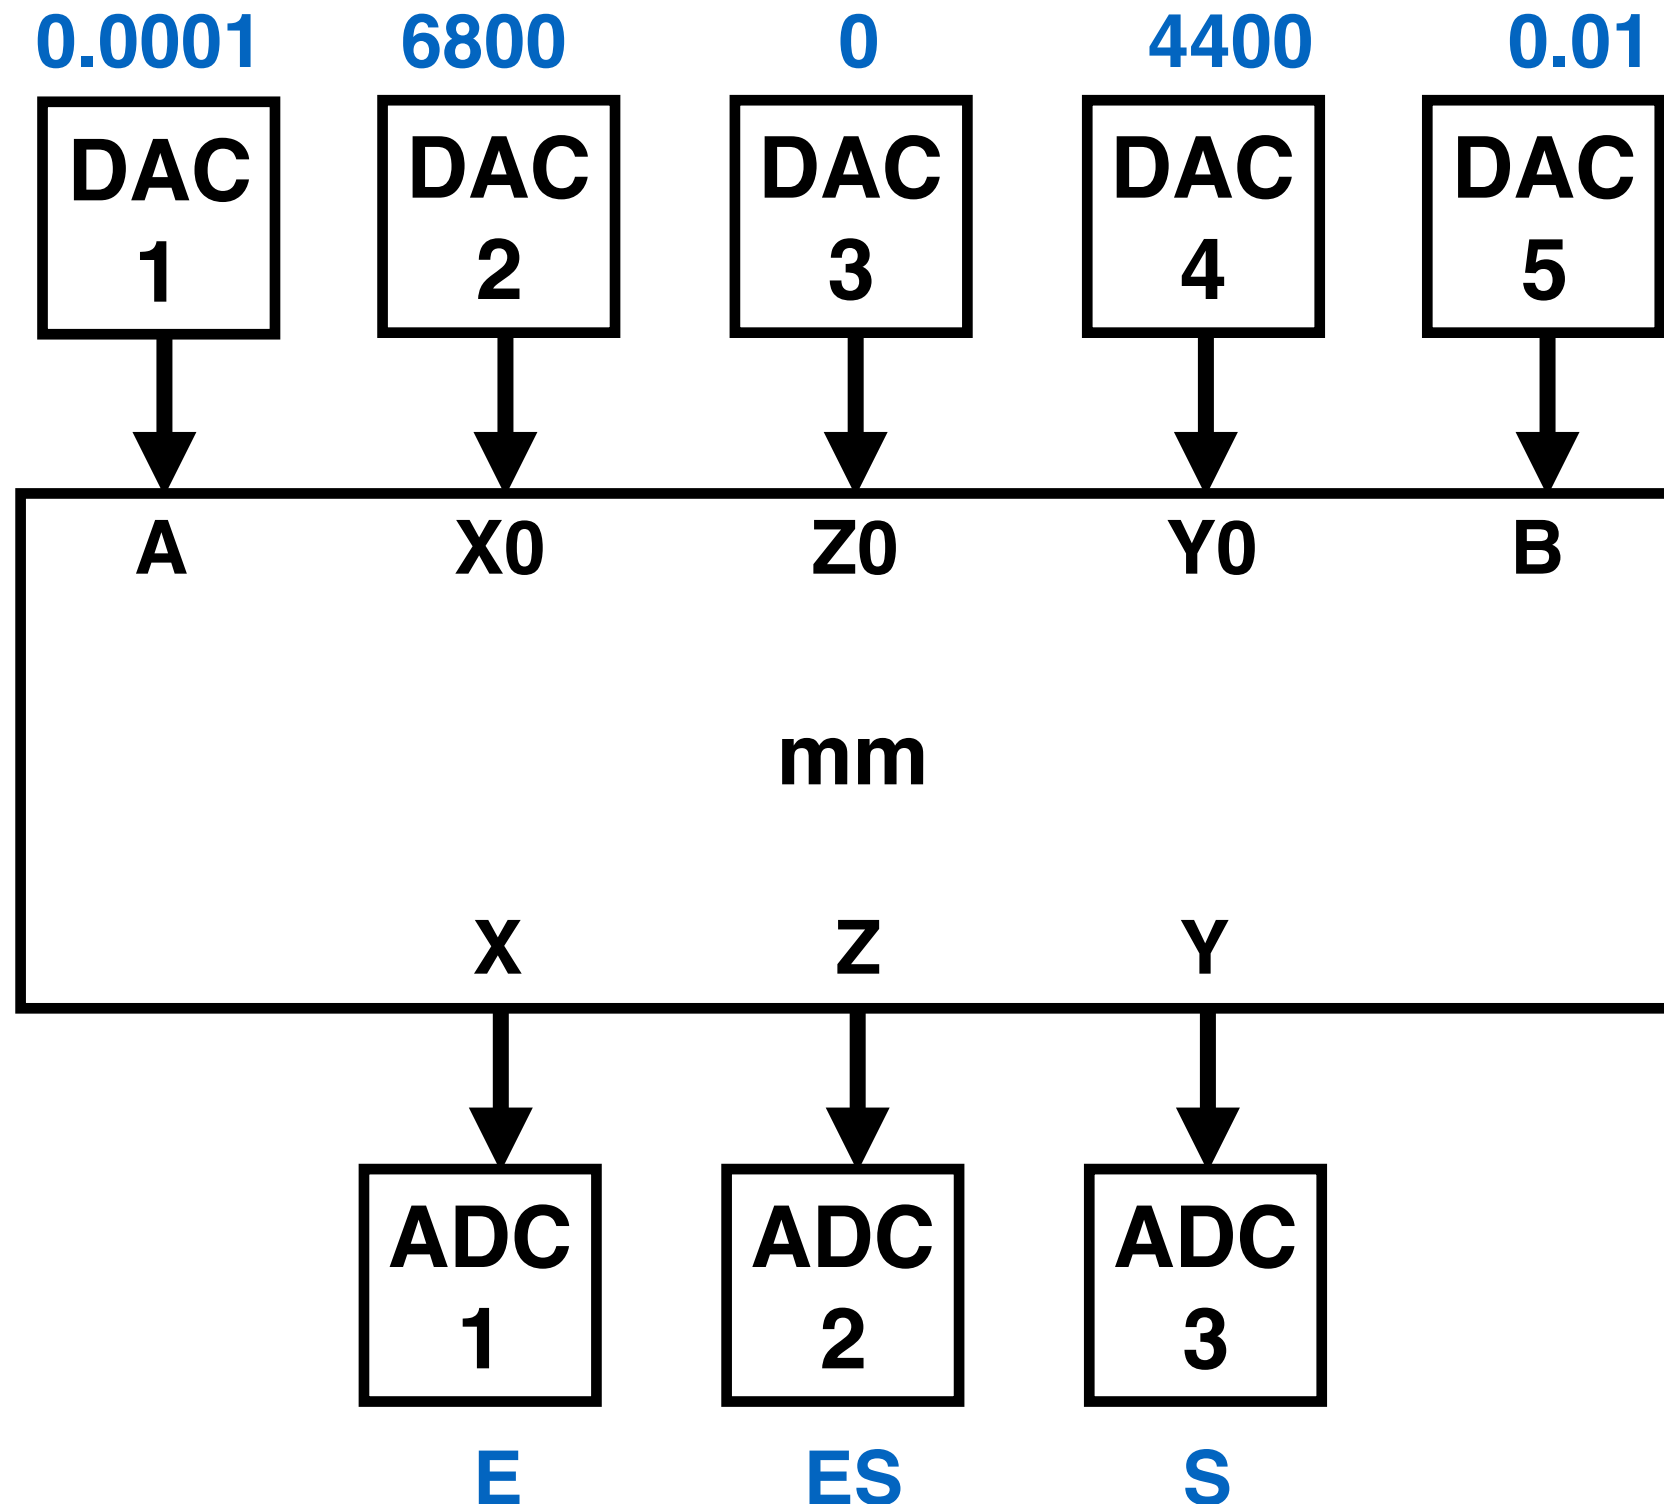 0.0001 6800 0 4400 0.01
DAC DAC DAC DAC DAC
1 2 3 4 5
A X0 Z0 Y0 B
mm
X Z Y
ADC ADC ADC
1 2 3
E ES S